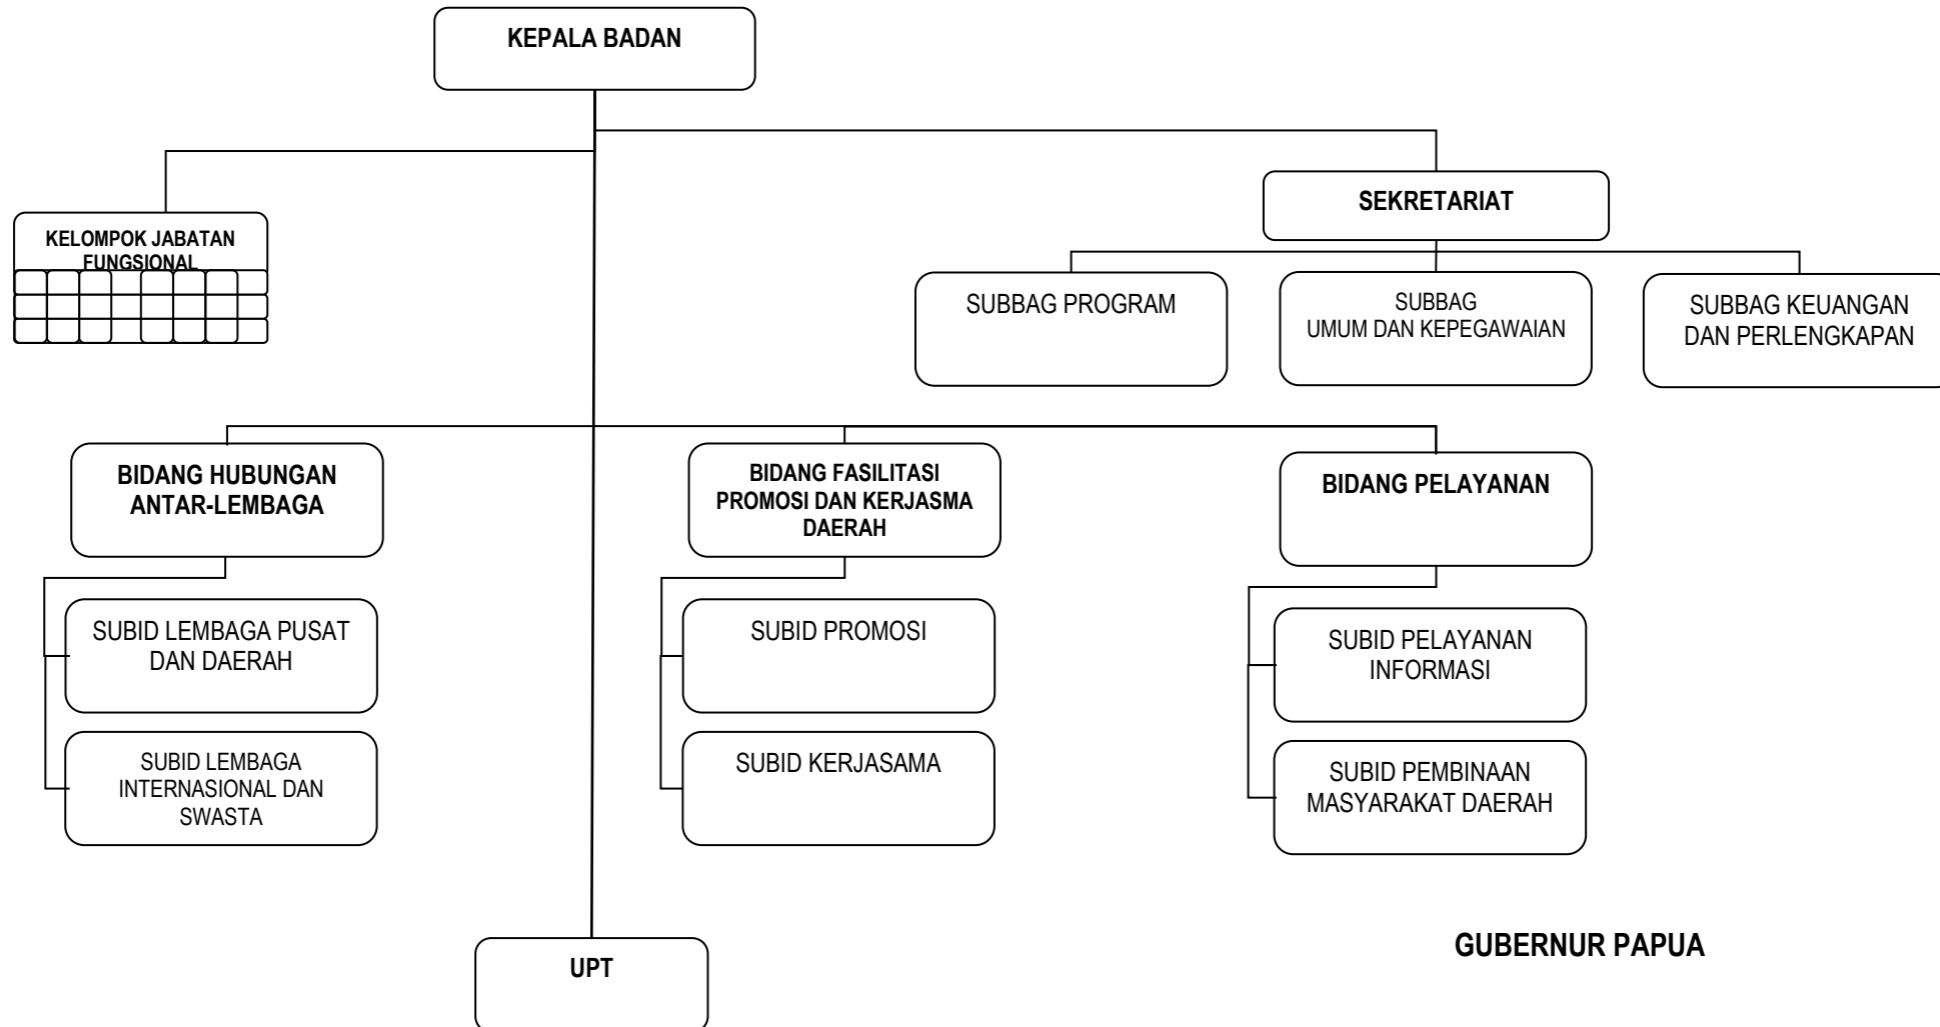 KEPALA BADAN
SEKRETARIAT
KELOMPOK JABATAN
FUNGSIONAL
SUBBAG PROGRAM
SUBBAG
UMUM DAN KEPEGAWAIAN
SUBBAG KEUANGAN
DAN PERLENGKAPAN
BIDANG HUBUNGAN
ANTAR-LEMBAGA
BIDANG FASILITASI
PROMOSI DAN KERJASMA
DAERAH
BIDANG PELAYANAN
SUBID LEMBAGA PUSAT
DAN DAERAH
SUBID PROMOSI
SUBID PELAYANAN
INFORMASI
SUBID LEMBAGA
INTERNASIONAL DAN
SWASTA
SUBID KERJASAMA
SUBID PEMBINAAN
MASYARAKAT DAERAH
GUBERNUR PAPUA
UPT